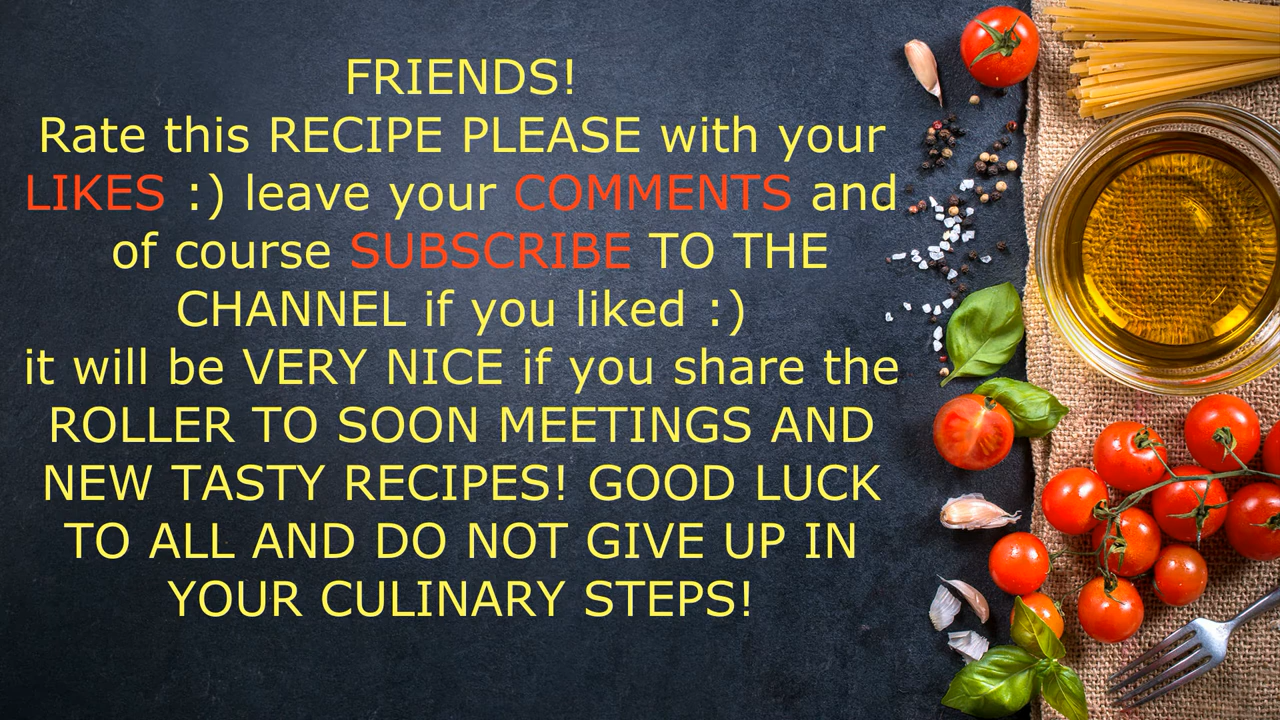 FRIENDS!
Rate this RECIPE PLEASE with your
LIKES :) leave your COMMENTS and
of course SUBSCRIBE TO THE
CHANNEL if you liked :)
it will be VERY NICE if you share the
ROLLER TO SOON MEETINGS AND
NEW TASTY RECIPES! GOOD LUCK
TO ALL AND DO NOT GIVE UP IN
YOUR CULINARY STEPS!